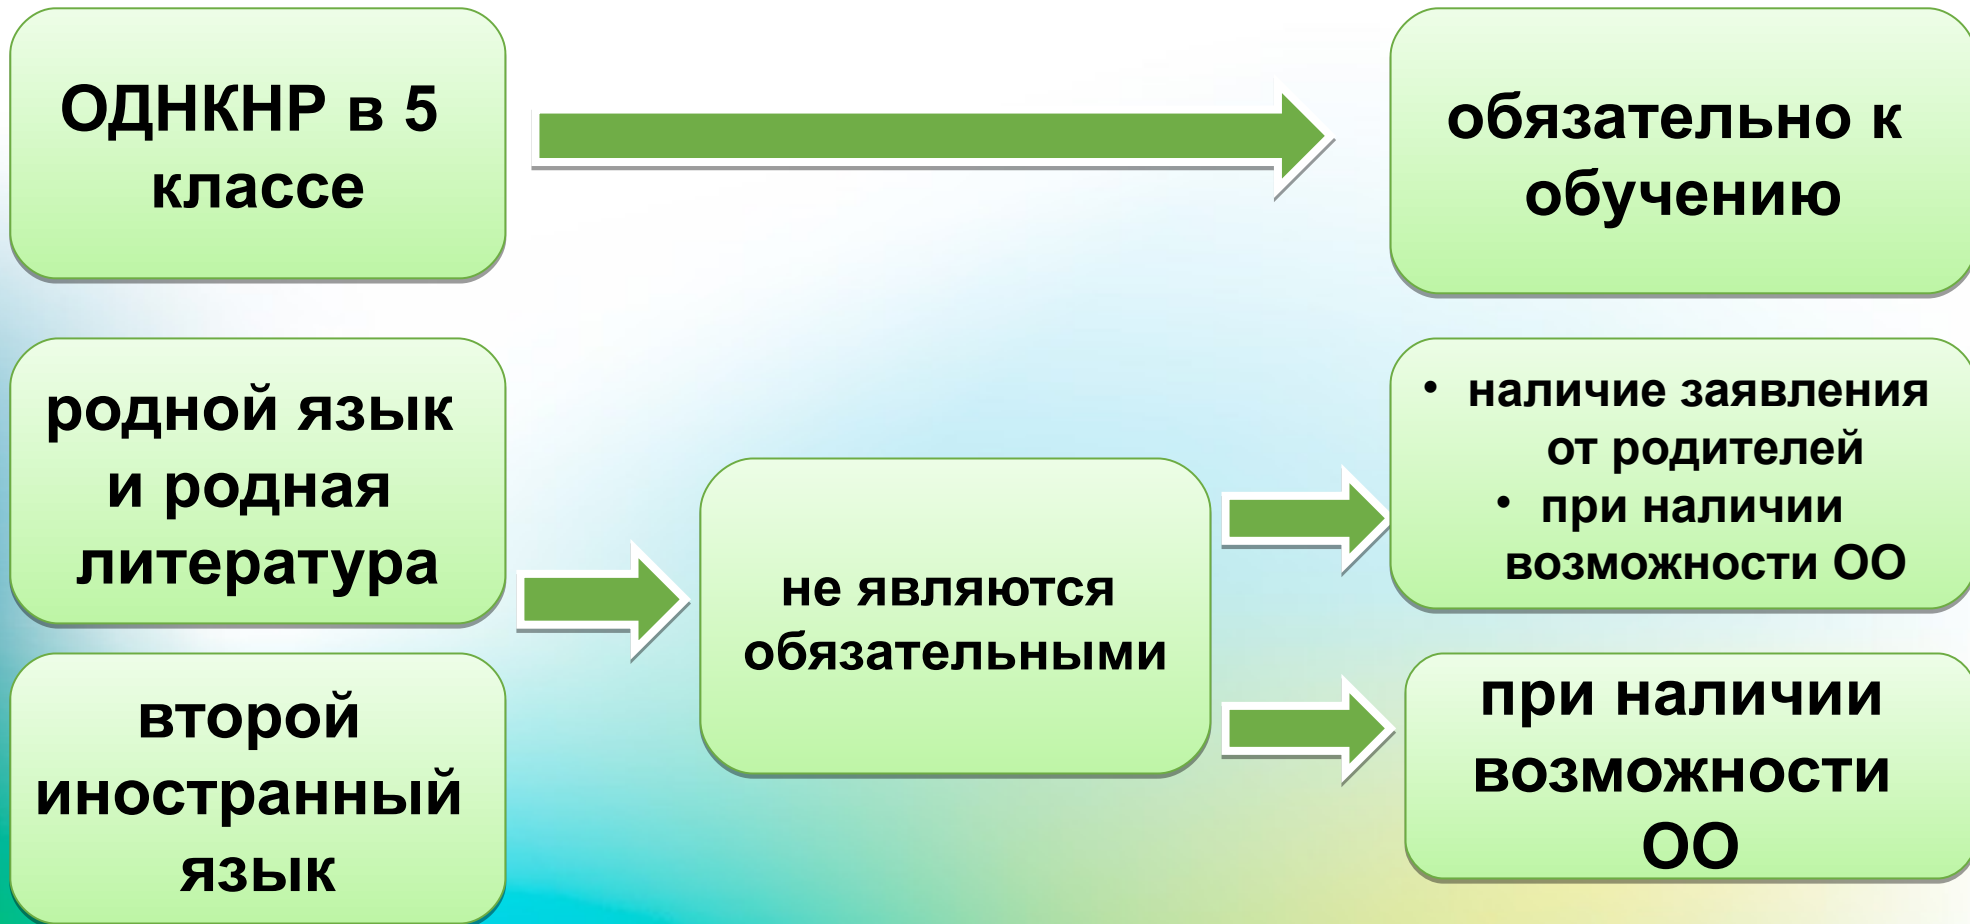 ОДНКНР в 5
классе
обязательно к
обучению
родной язык
и родная
литература
• наличие заявления
от родителей
• при наличии
возможности ОО
не являются
обязательными
второй
иностранный
язык
при наличии
возможности
ОО